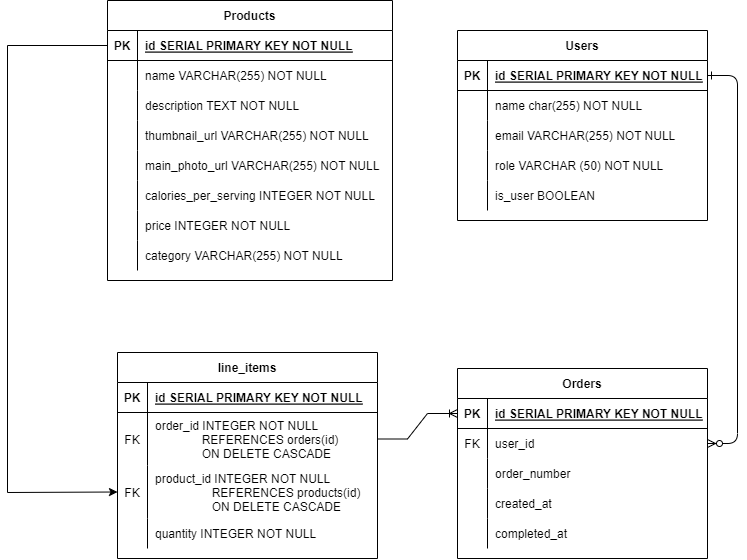 Products
PK id SERIAL PRIMARY KEY NOT NULL
name VARCHAR(255) NOT NULL
description TEXT NOT NULL
thumbnail_url VARCHAR(255) NOT NULL
main_photo_url VARCHAR(255) NOT NULL
calories_per_serving INTEGER NOT NULL
price INTEGER NOT NULL
category VARCHAR(255) NOT NULL
Users
PK id SERIAL PRIMARY KEY NOT NULL
name char(255) NOT NULL
email VARCHAR(255) NOT NULL
role VARCHAR (50) NOT NULL
is_user BOOLEAN
line_items
PK id SERIAL PRIMARY KEY NOT NULL
order_id INTEGER NOT NULL
FK REFERENCES orders(id)
ON DELETE CASCADE
product_id INTEGER NOT NULL
FK REFERENCES products(id)
ON DELETE CASCADE
quantity INTEGER NOT NULL
Orders
PK id SERIAL PRIMARY KEY NOT NULL
FK user_id
order_number
created_at
completed_at